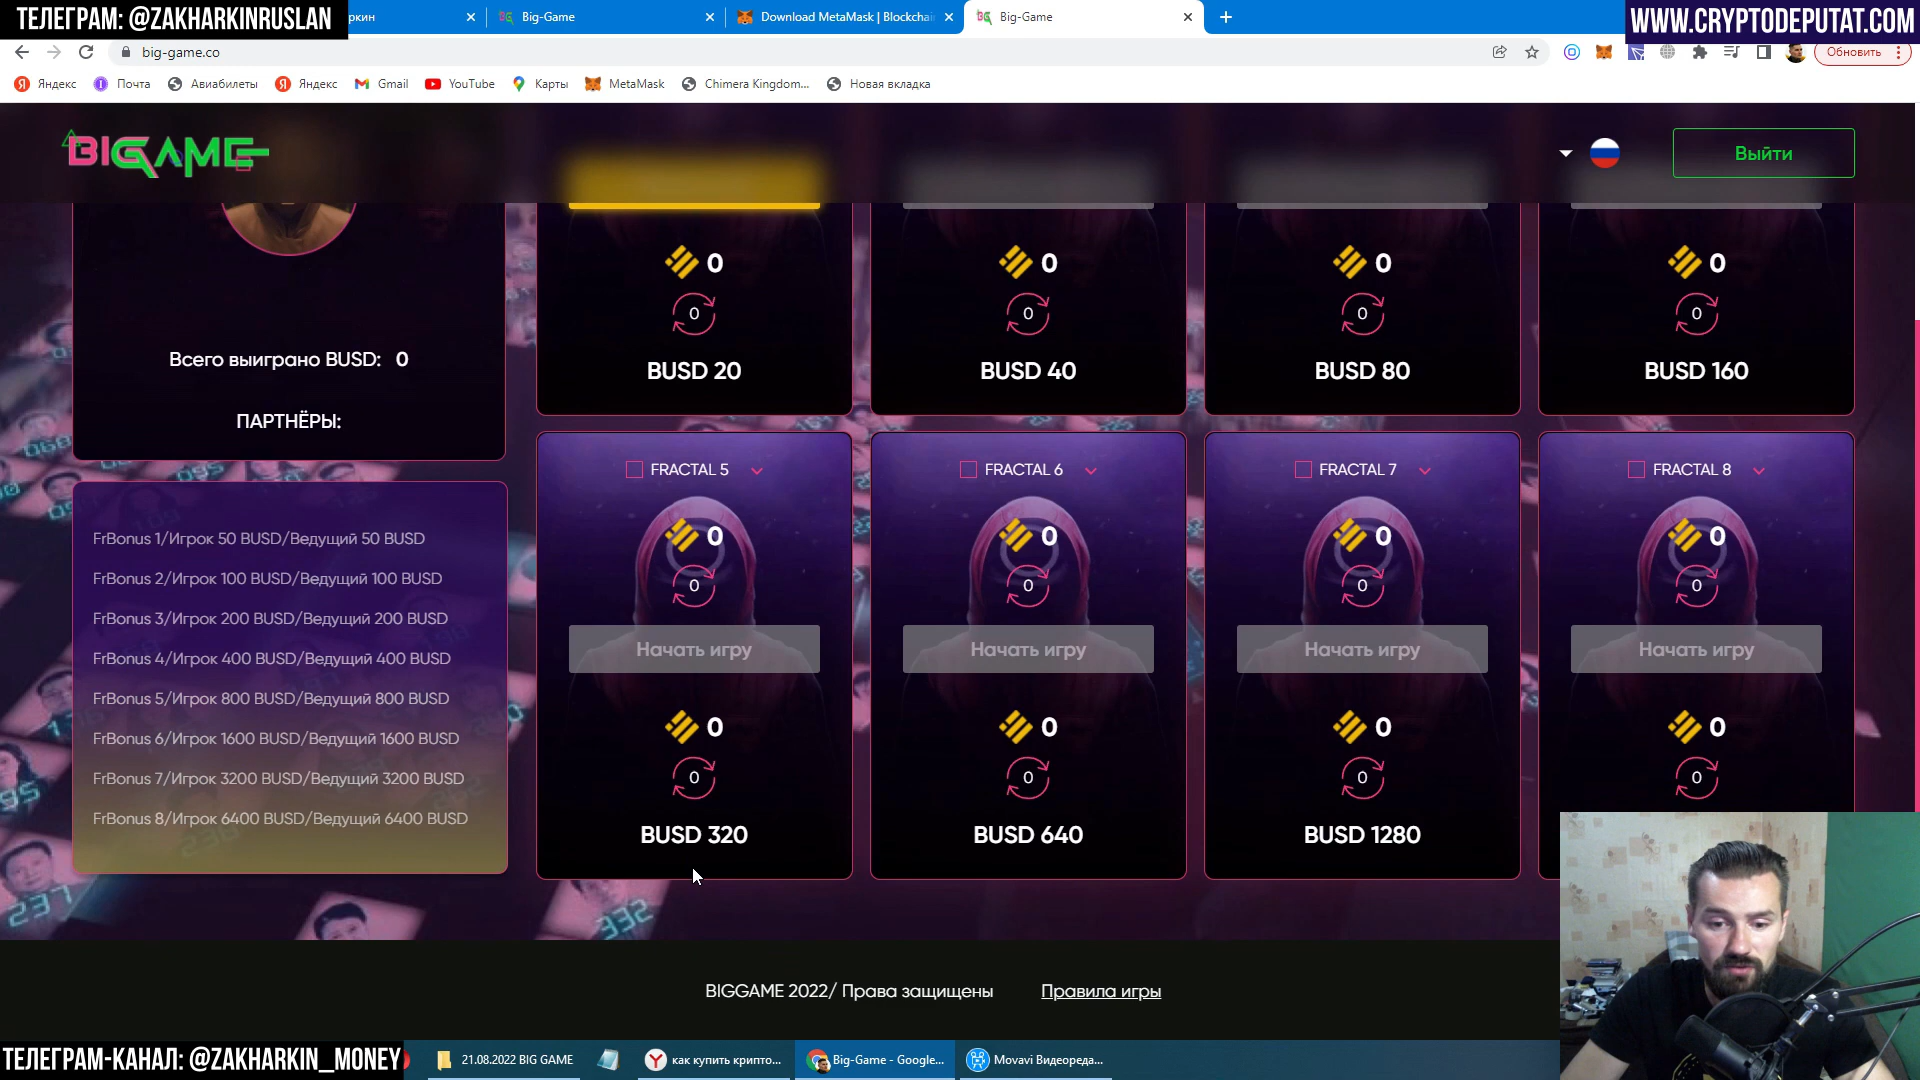 ТЕЛЕГРАМ: @ZAKHARKINRUSLAN
ркин
Big-Game
Download MetaMask | Blockchai
Big-Game
WWW.CRYPTODEPUTAT.COM
big-game.co
Обновить
Яндекс
Почта
Авиабилеты
Яндекс
Gmail
YouTube
Карты
MetaMask
Chimera Kingdom...
Новая вкладка
BIGAME
Выйти
0
0
0
0
0
0
0
0
BUSD 20
BUSD 40
BUSD 80
BUSD 160
Всего выиграно BUSD: 0
ПАРТНЁРЫ:
FRACTAL 5
FRACTAL 6
FRACTAL 7
FRACTAL 8
0
0
0
0
0
0
0
0
Начать игру
Начать игру
Начать игру
Начать игру
0
0
0
0
0
0
0
0
BUSD 320
BUSD 640
BUSD 1280
FrBonus 1/Игрок 50 BUSD/Ведущий 50 BUSD
FrBonus 2/Игрок 100 BUSD/Ведущий 100 BUSD
FrBonus 3/Игрок 200 BUSD/Ведущий 200 BUSD
FrBonus 4/Игрок 400 BUSD/Ведущий 400 BUSD
FrBonus 5/Игрок 800 BUSD/Ведущий 800 BUSD
FrBonus 6/Игрок 1600 BUSD/Ведущий 1600 BUSD
FrBonus 7/Игрок 3200 BUSD/Ведущий 3200 BUSD
FrBonus 8/Игрок 6400 BUSD/Ведущий 6400 BUSD
237
332
BIGGAME 2022/ Права защищены
Правила игры
ТЕЛЕГРАМ-КАНАЛ: @ZAKHARKIN_MONEY
21.08.2022 BIG GAME
как купить крипто...
Big-Game - Google...
Movavi Видеореда...